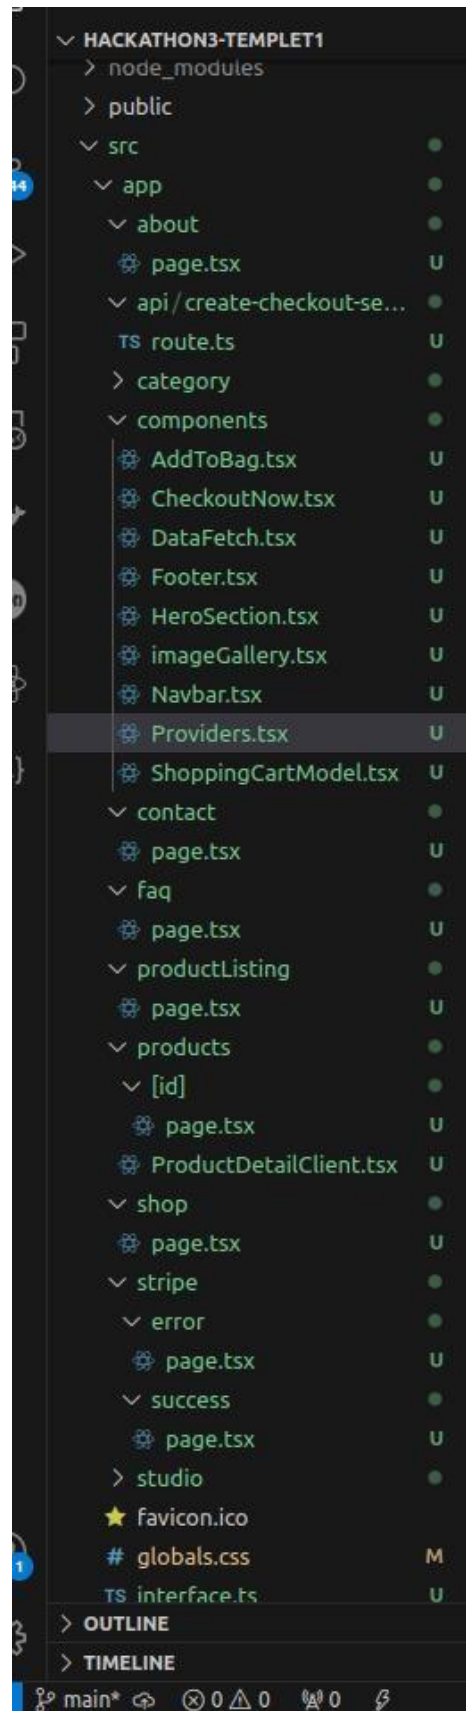 HACKATHON3-TEMPLET1
node_modules
public
src
app
about
page.tsx U
api/create-checkout-se...
TS route.ts U
category
components
AddToBag.tsx U
CheckoutNow.tsx U
DataFetch.tsx U
Footer.tsx U
HeroSection.tsx U
imageGallery.tsx U
Navbar.tsx U
Providers.tsx U
ShoppingCartModel.tsx U
contact
page.tsx U
faq
page.tsx U
productListing
page.tsx U
products
[id]
page.tsx U
ProductDetailClient.tsx U
shop
page.tsx U
stripe
error
page.tsx U
success
page.tsx U
studio
favicon.ico
# globals.css M
TS interface.ts U
OUTLINE
TIMELINE
main* 0 0 0
44
1